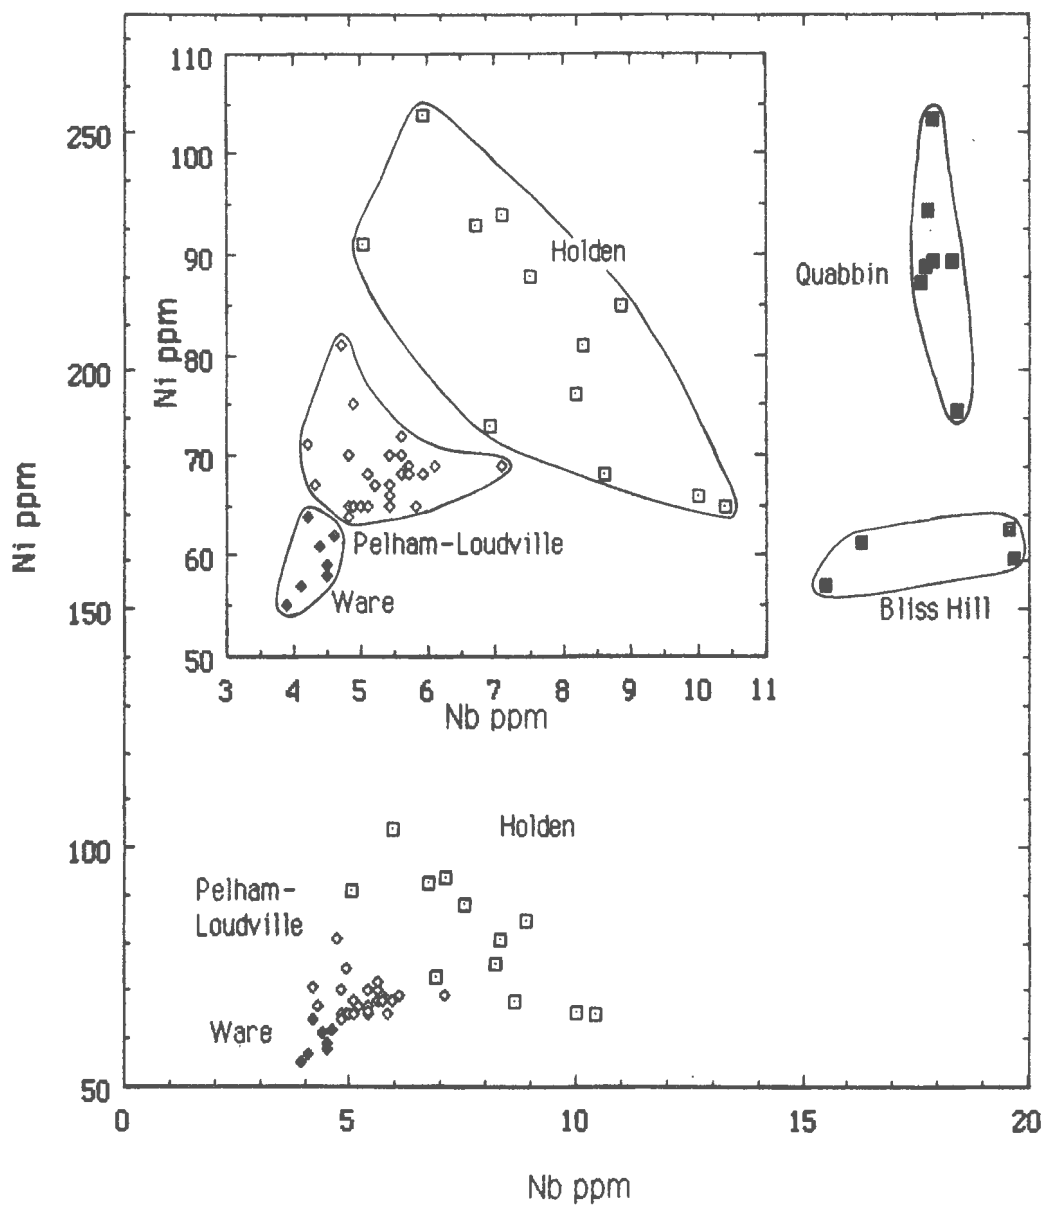 110
100
90
80
70
60
50
Ni ppm
3 4 5 6 7 8 9 10 11
Nb ppm
Holden
Pelham-Loudville
Ware
250
200
150
100
50
Ni ppm
Quabbin
Bliss Hill
Holden
Pelham-
Loudville
Ware
0 5 10 15 20
Nb ppm